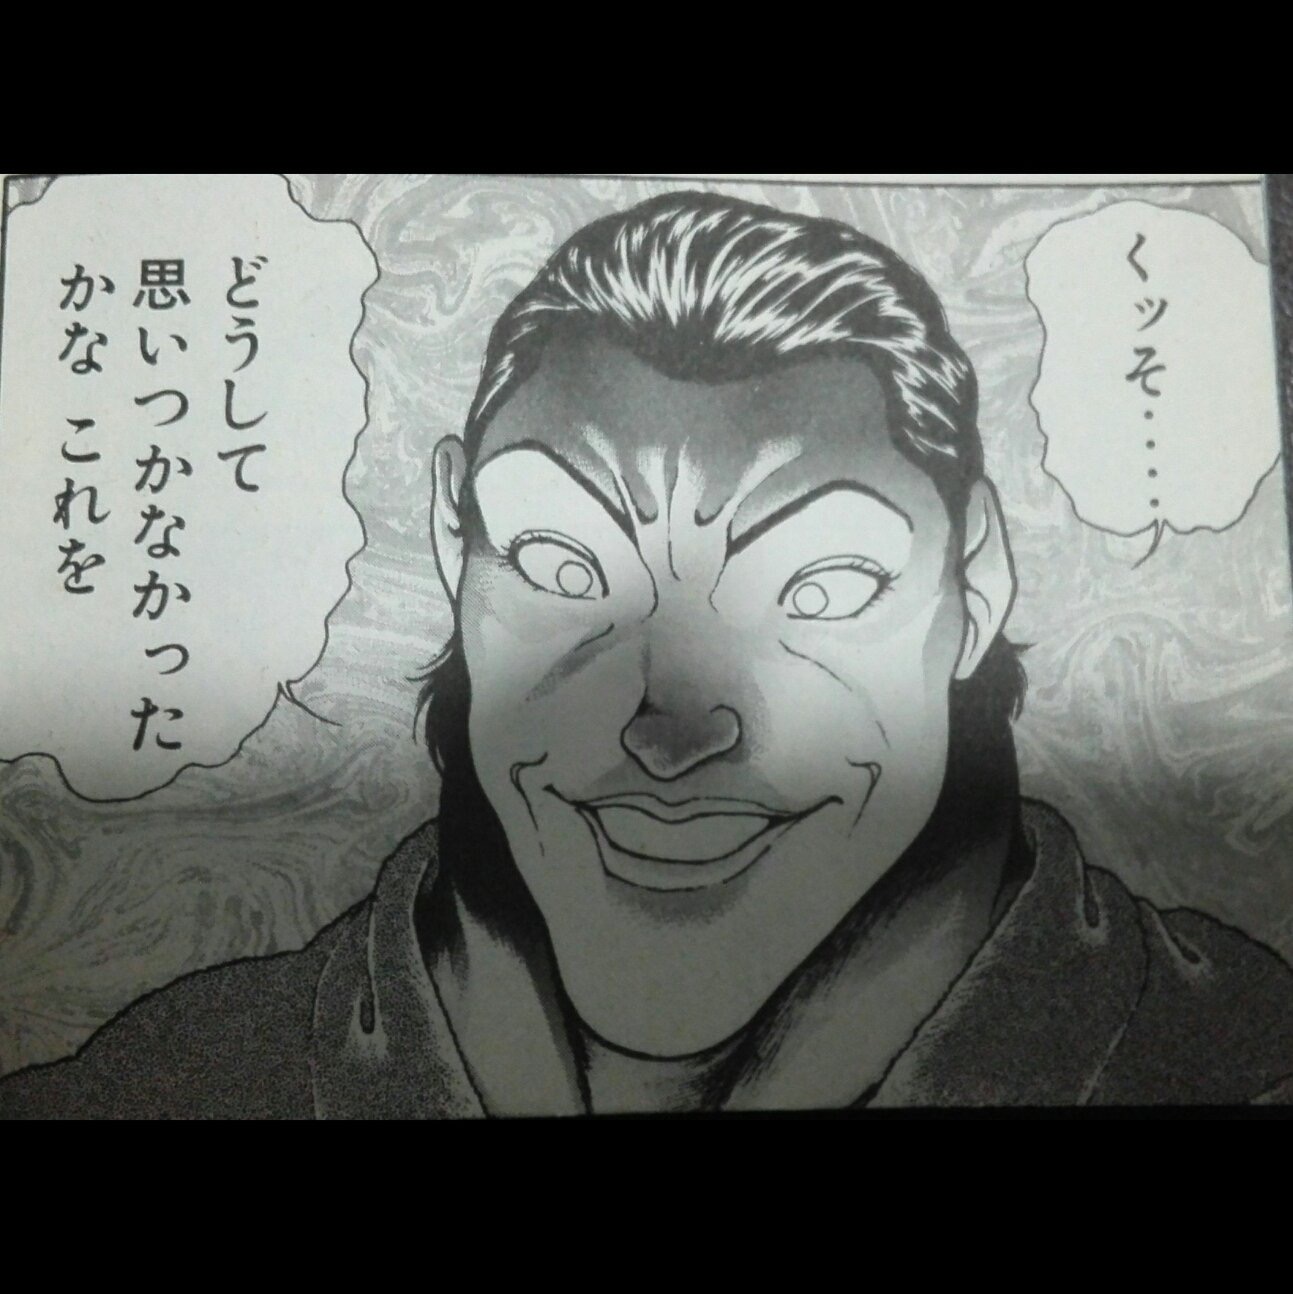 くッそ・・・・
どうして
思いつかなかった
かな これを